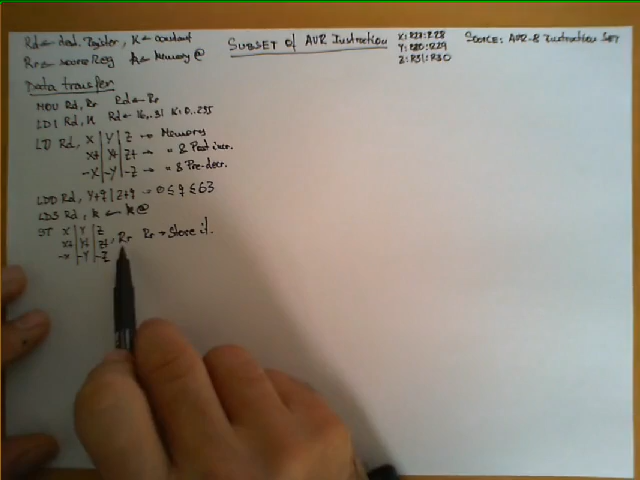 Rd ← dest. Register, K ← constant
Rr ← source Reg k ← Memory @
SUBSET of AVR Instruction
Y: R28:R29
Z: R31:R30
SOURCE: AVR-8 Instruction SET
Data transfer
MOV Rd, Rr Rd ← Rr
LDI Rd, K Rd ← 16..31 K: 0..255
LD Rd, X | Y | Z → Memory
X+ | Y+ | Z+ → " & Post incr.
-X | -Y | -Z → " & Pre-decr.
LDD Rd, Y+q | Z+q → 0 ≤ q ≤ 63
LDS Rd, k ← k @
ST X | Y | Z
X+ | Y+ | Z+, Rr Rr → Store it.
-X | -Y | -Z